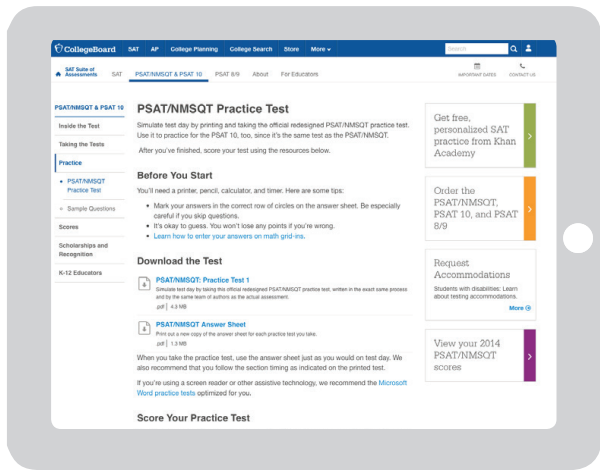 CollegeBoard SAT AP College Planning College Search Store More
Search
SAT Suite of
Assessments SAT PSAT/NMSQT & PSAT 10 PSAT 8/9 About For Educators
IMPORTANT DATES CONTACT US
PSAT/NMSQT & PSAT 10
Inside the Test
Taking the Tests
Practice
PSAT/NMSQT
Practice Test
Sample Questions
Scores
Scholarships and
Recognition
K-12 Educators
PSAT/NMSQT Practice Test
Simulate test day by printing and taking the official redesigned PSAT/NMSQT practice test.
Use it to practice for the PSAT 10, too, since it's the same test as the PSAT/NMSQT.
After you've finished, score your test using the resources below.
Before You Start
You'll need a printer, pencil, calculator, and timer. Here are some tips:
• Mark your answers in the correct row of circles on the answer sheet. Be especially
careful if you skip questions.
• It's okay to guess. You won't lose any points if you're wrong.
• Learn how to enter your answers on math grid-ins.
Download the Test
PSAT/NMSQT: Practice Test 1
Simulate test day by taking this official redesigned PSAT/NMSQT practice test, written in the exact same process
and by the same team of authors as the actual assessment.
.pdf | 4.3 MB
PSAT/NMSQT Answer Sheet
Print out a new copy of the answer sheet for each practice test you take.
.pdf | 1.3 MB
When you take the practice test, use the answer sheet just as you would on test day. We
also recommend that you follow the section timing as indicated on the printed test.
If you're using a screen reader or other assistive technology, we recommend the Microsoft
Word practice tests optimized for you.
Score Your Practice Test
Get free,
personalized SAT
practice from Khan
Academy
Order the
PSAT/NMSQT,
PSAT 10, and PSAT
8/9
Request
Accommodations
Students with disabilities: Learn
about testing accommodations.
More
View your 2014
PSAT/NMSQT
scores